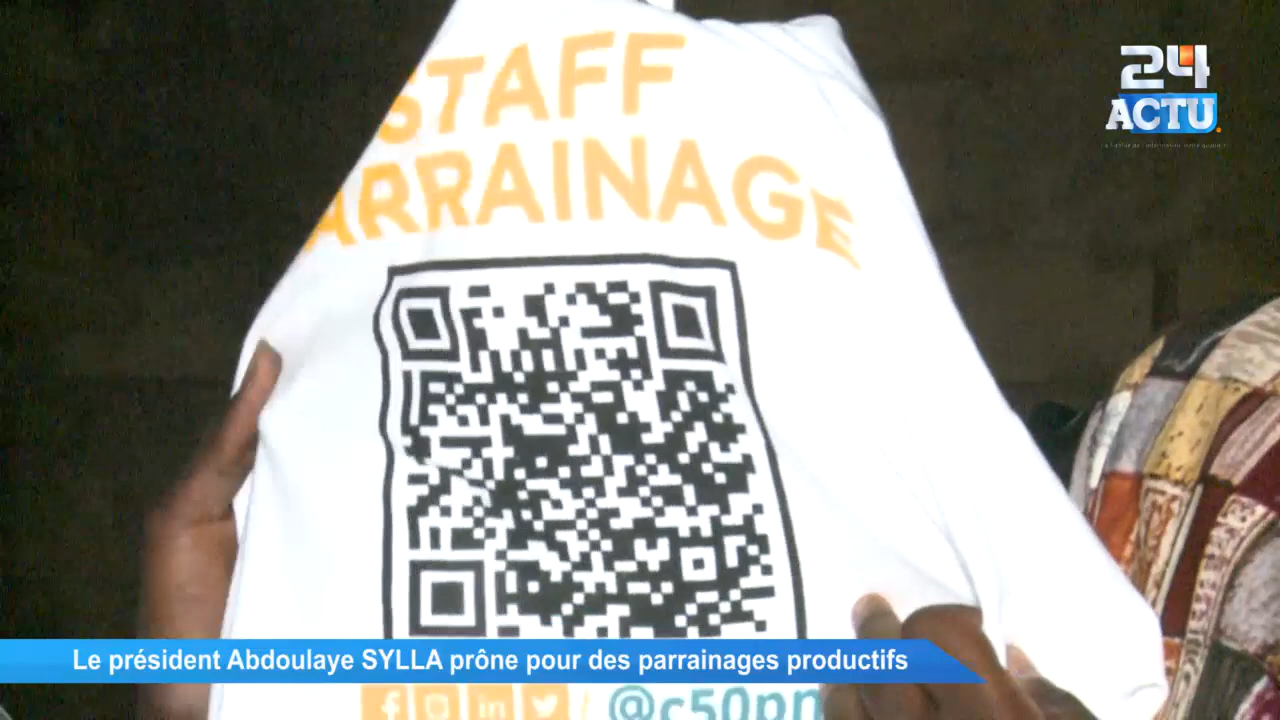 STAFF
PARRAINAGE
24
ACTU
Le président Abdoulaye SYLLA prône pour des parrainages productifs
@c50pn